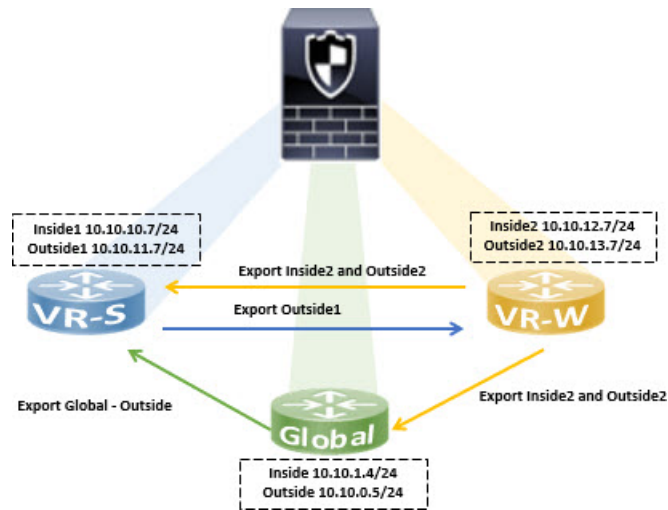 Inside1 10.10.10.7/24
Outside1 10.10.11.7/24
Inside2 10.10.12.7/24
Outside2 10.10.13.7/24
Export Inside2 and Outside2
VR-S
Export Outside1
VR-W
Export Global - Outside
Export Inside2 and Outside2
Global
Inside 10.10.1.4/24
Outside 10.10.0.5/24